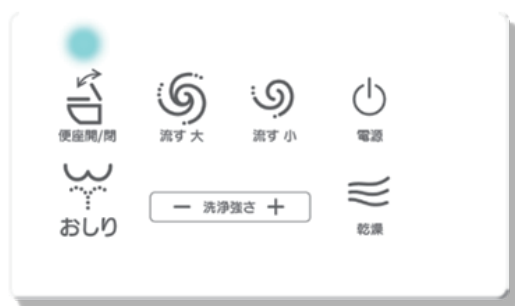 便座開/閉
流す 大
流す 小
電源
おしり
− 洗浄強さ +
乾燥